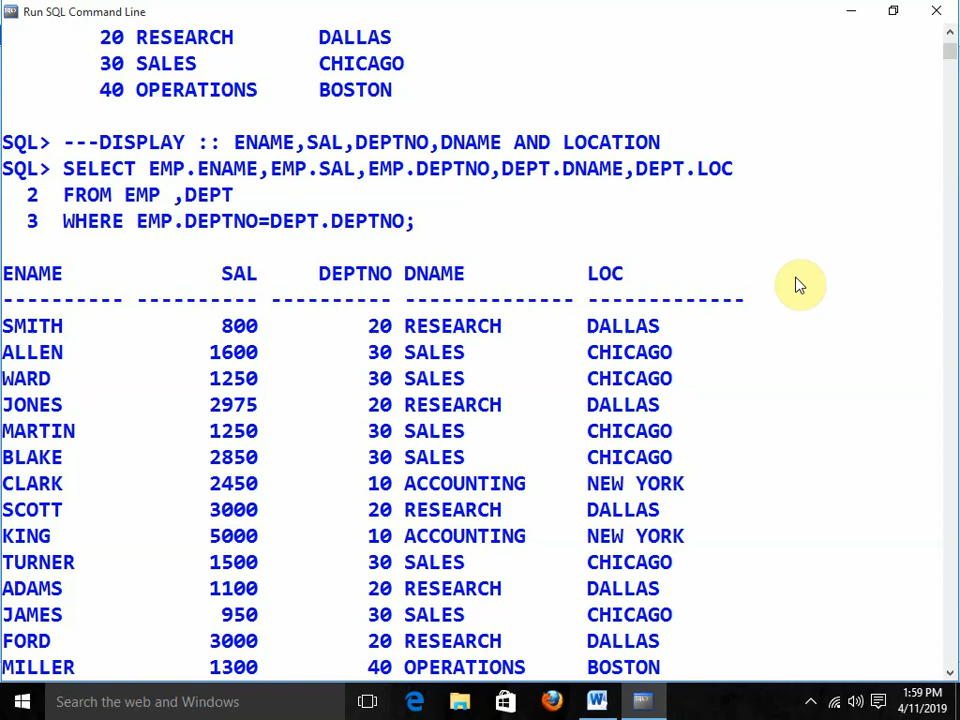 Run SQL Command Line
20 RESEARCH DALLAS
30 SALES CHICAGO
40 OPERATIONS BOSTON
SQL> ---DISPLAY :: ENAME,SAL,DEPTNO,DNAME AND LOCATION
SQL> SELECT EMP.ENAME,EMP.SAL,EMP.DEPTNO,DEPT.DNAME,DEPT.LOC
2 FROM EMP ,DEPT
3 WHERE EMP.DEPTNO=DEPT.DEPTNO;
ENAME SAL DEPTNO DNAME LOC
---------- ---------- ---------- -------------- -------------
SMITH 800 20 RESEARCH DALLAS
ALLEN 1600 30 SALES CHICAGO
WARD 1250 30 SALES CHICAGO
JONES 2975 20 RESEARCH DALLAS
MARTIN 1250 30 SALES CHICAGO
BLAKE 2850 30 SALES CHICAGO
CLARK 2450 10 ACCOUNTING NEW YORK
SCOTT 3000 20 RESEARCH DALLAS
KING 5000 10 ACCOUNTING NEW YORK
TURNER 1500 30 SALES CHICAGO
ADAMS 1100 20 RESEARCH DALLAS
JAMES 950 30 SALES CHICAGO
FORD 3000 20 RESEARCH DALLAS
MILLER 1300 40 OPERATIONS BOSTON
Search the web and Windows
1:59 PM
4/11/2019